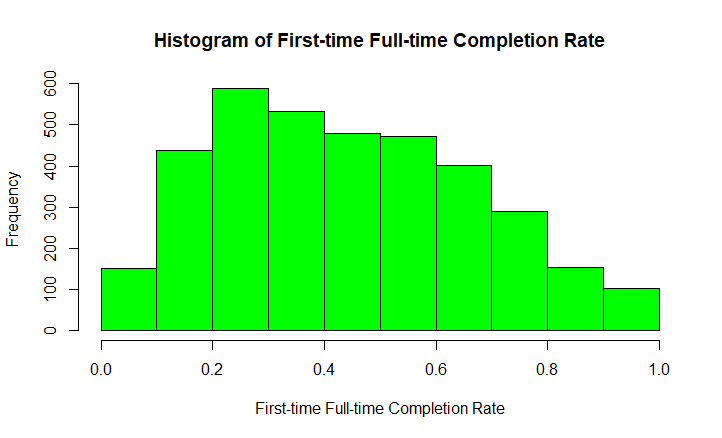 Histogram of First-time Full-time Completion Rate
Frequency
600
500
400
300
200
100
0
0.0 0.2 0.4 0.6 0.8 1.0
First-time Full-time Completion Rate